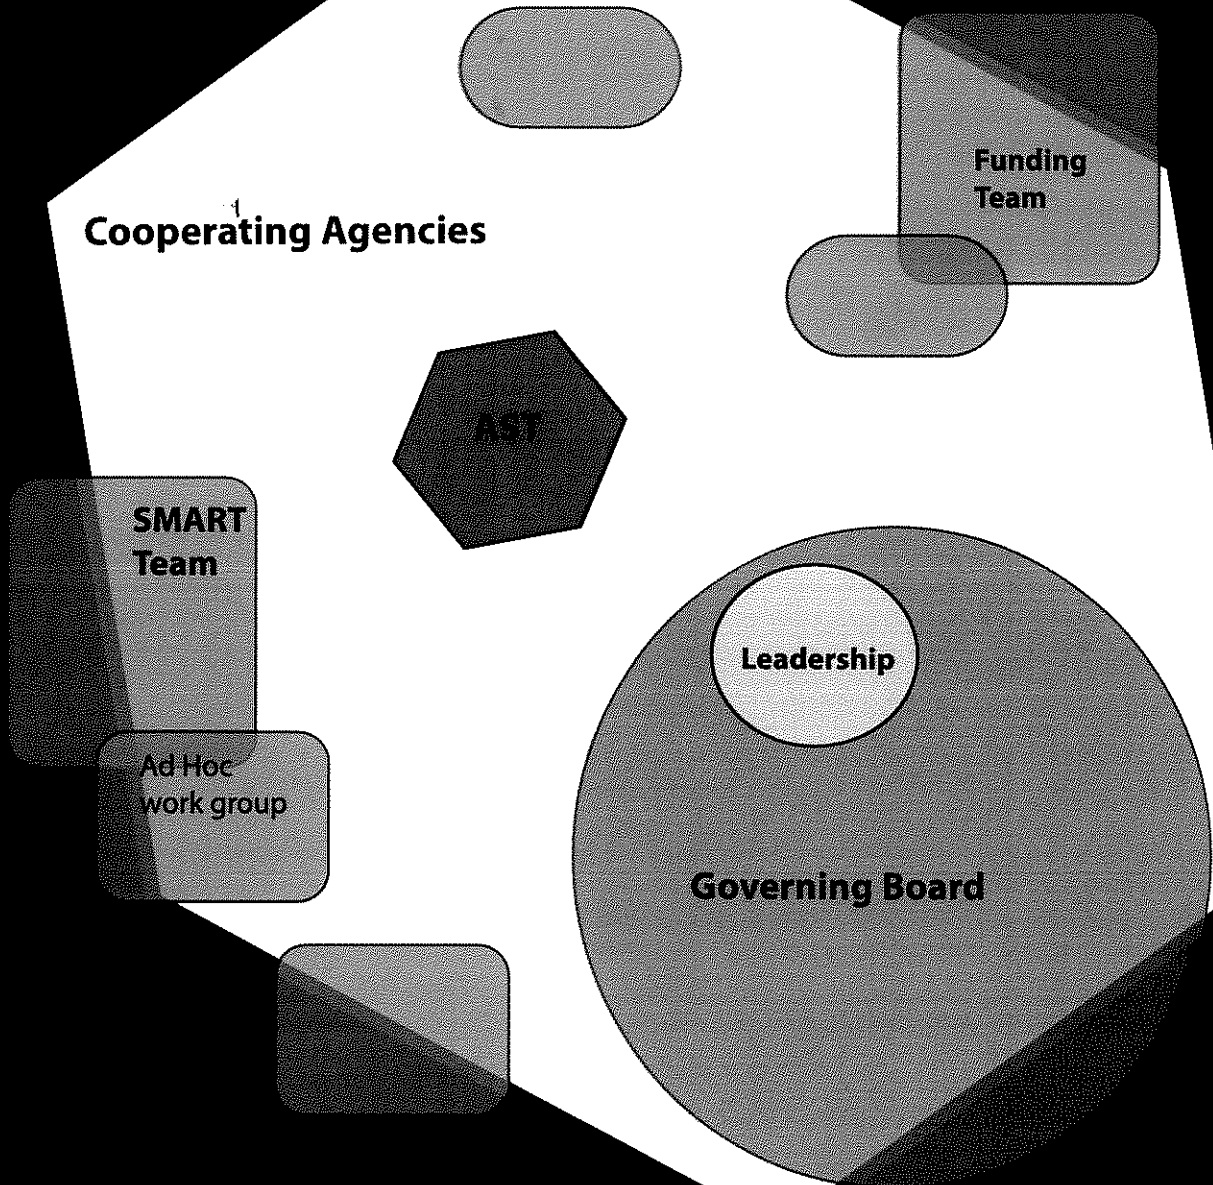 Funding
Team
Cooperating Agencies
AST
SMART
Team
Leadership
Ad Hoc
work group
Governing Board